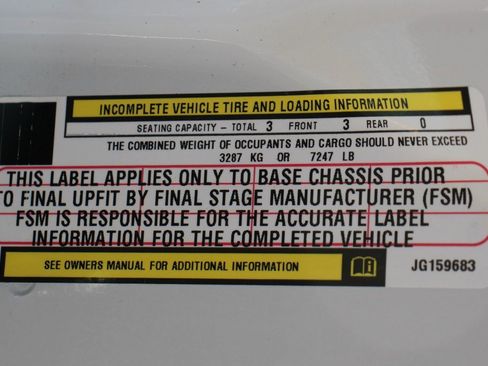 INCOMPLETE VEHICLE TIRE AND LOADING INFORMATION
SEATING CAPACITY - TOTAL 3 FRONT 3 REAR 0
THE COMBINED WEIGHT OF OCCUPANTS AND CARGO SHOULD NEVER EXCEED
3287 KG OR 7247 LB
THIS LABEL APPLIES ONLY TO BASE CHASSIS PRIOR
TO FINAL UPFIT BY FINAL STAGE MANUFACTURER (FSM)
FSM IS RESPONSIBLE FOR THE ACCURATE LABEL
INFORMATION FOR THE COMPLETED VEHICLE
SEE OWNERS MANUAL FOR ADDITIONAL INFORMATION JG159683